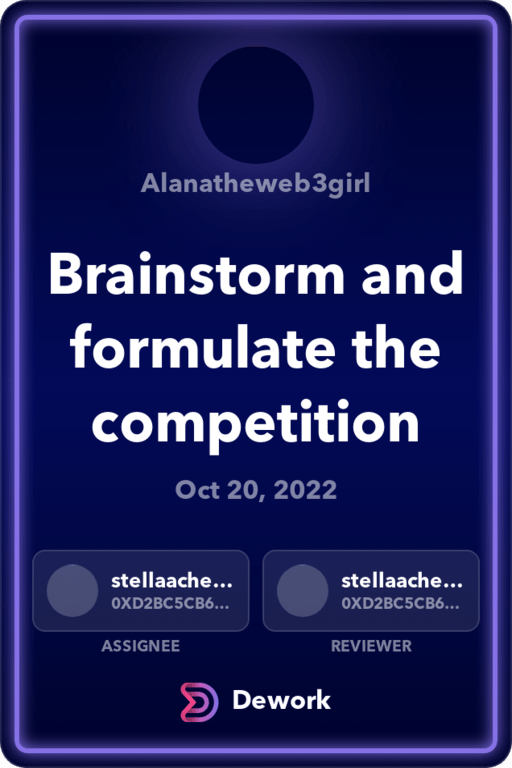 Alanatheweb3girl
Brainstorm and
formulate the
competition
Oct 20, 2022
stellaache...
0XD2BC5CB6...
ASSIGNEE
stellaache...
0XD2BC5CB6...
REVIEWER
Dework